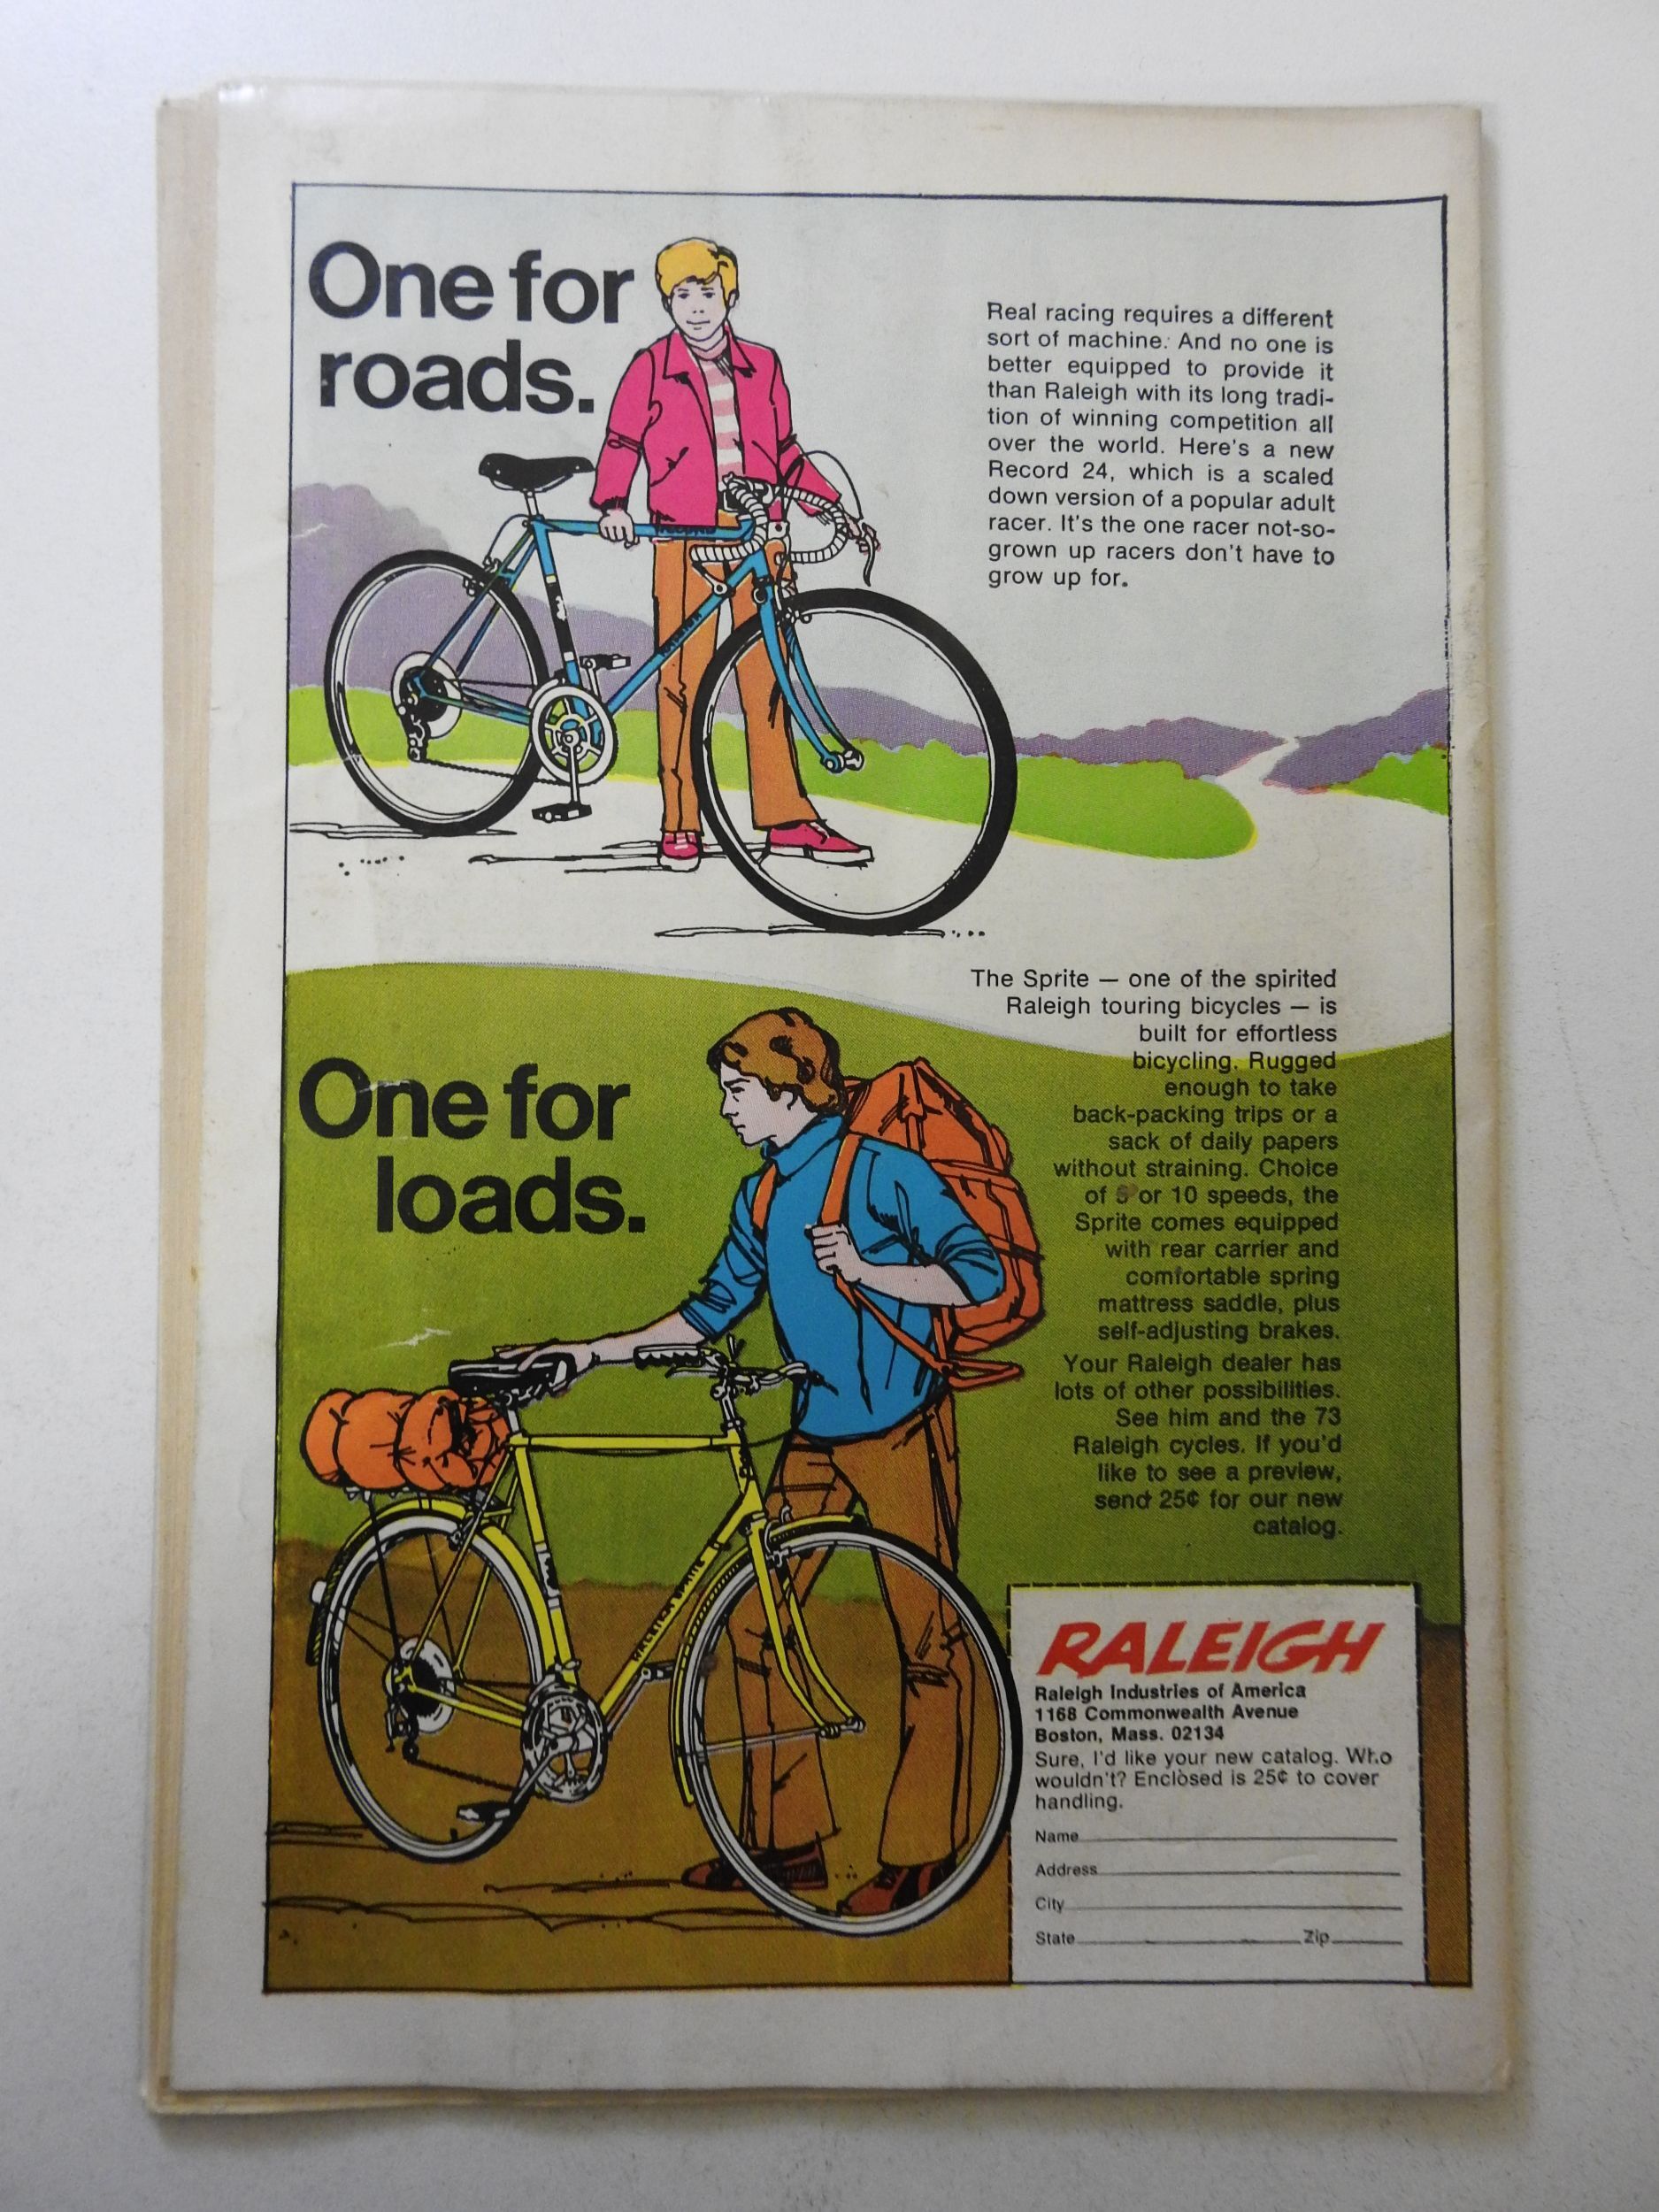 One for
roads.
Real racing requires a different
sort of machine. And no one is
better equipped to provide it
than Raleigh with its long tradi-
tion of winning competition all
over the world. Here's a new
Record 24, which is a scaled
down version of a popular adult
racer. It's the one racer not-so-
grown up racers don't have to
grow up for.
One for
loads.
The Sprite — one of the spirited
Raleigh touring bicycles — is
built for effortless
bicycling. Rugged
enough to take
back-packing trips or a
sack of daily papers
without straining. Choice
of 5 or 10 speeds, the
Sprite comes equipped
with rear carrier and
comfortable spring
mattress saddle, plus
self-adjusting brakes.
Your Raleigh dealer has
lots of other possibilities.
See him and the 73
Raleigh cycles. If you'd
like to see a preview,
send 25¢ for our new
catalog.
RALEIGH SPRITE
RALEIGH
Raleigh Industries of America
1168 Commonwealth Avenue
Boston, Mass. 02134
Sure, I'd like your new catalog. Who
wouldn't? Enclosed is 25¢ to cover
handling.
Name
Address
City
State Zip